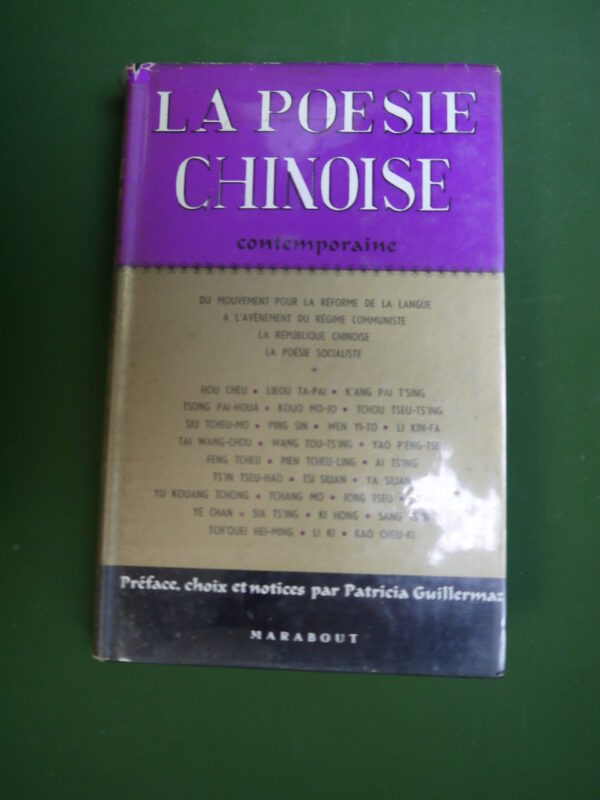 LA POESIE
CHINOISE
contemporaine
DU MOUVEMENT POUR LA RÉFORME DE LA LANGUE
A L'AVÈNEMENT DU RÉGIME COMMUNISTE
LA RÉPUBLIQUE CHINOISE
LA POÉSIE SOCIALISTE
HOU CHEU • LIEOU TA-PAI • K'ANG PAI T'SING
TSONG PAI-HOUA • KOUO MO-JO • TCHOU TSEU-TS'ING
SIU TCHEU-MO • PING SIN • WEN YI-TO • LI KIN-FA
TAI WANG-CHOU • WANG TOU-TS'ING • YAO P'ENG-TSEU
FENG TCHEU • PIEN TCHEU-LING • AI TS'ING
TS'IN TSEU-HAO • TSI SIUAN • YA SIUAN
YU KOUANG TCHONG • TCHANG MO • JONG TSEU •
YE CHAN • SIA TS'ING • KI HONG • SANG
TCH'OUEI HEI-MING • LI KI • KAO CHEU-KI
Préface, choix et notices par Patricia Guillermaz
MARABOUT